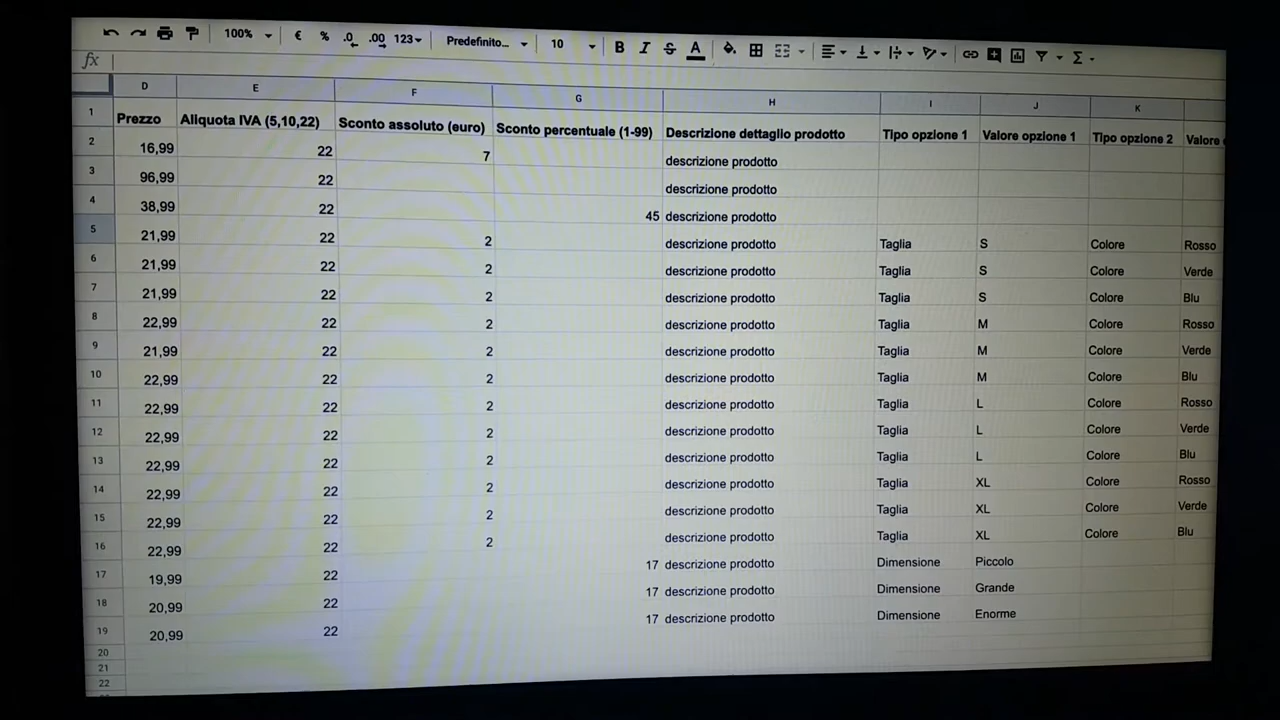 100% € % .0 .00 123 Predefinito... 10 B I S A
fx
D E F G H I J K
1 Prezzo Aliquota IVA (5,10,22) Sconto assoluto (euro) Sconto percentuale (1-99) Descrizione dettaglio prodotto Tipo opzione 1 Valore opzione 1 Tipo opzione 2 Valore
2 16,99 22 7 descrizione prodotto
3 96,99 22 descrizione prodotto
4 38,99 22 45 descrizione prodotto
5 21,99 22 2 descrizione prodotto Taglia S Colore Rosso
6 21,99 22 2 descrizione prodotto Taglia S Colore Verde
7 21,99 22 2 descrizione prodotto Taglia S Colore Blu
8 22,99 22 2 descrizione prodotto Taglia M Colore Rosso
9 21,99 22 2 descrizione prodotto Taglia M Colore Verde
10 22,99 22 2 descrizione prodotto Taglia M Colore Blu
11 22,99 22 2 descrizione prodotto Taglia L Colore Rosso
12 22,99 22 2 descrizione prodotto Taglia L Colore Verde
13 22,99 22 2 descrizione prodotto Taglia L Colore Blu
14 22,99 22 2 descrizione prodotto Taglia XL Colore Rosso
15 22,99 22 2 descrizione prodotto Taglia XL Colore Verde
16 22,99 22 2 descrizione prodotto Taglia XL Colore Blu
17 19,99 22 17 descrizione prodotto Dimensione Piccolo
18 20,99 22 17 descrizione prodotto Dimensione Grande
19 20,99 22 17 descrizione prodotto Dimensione Enorme
20
21
22